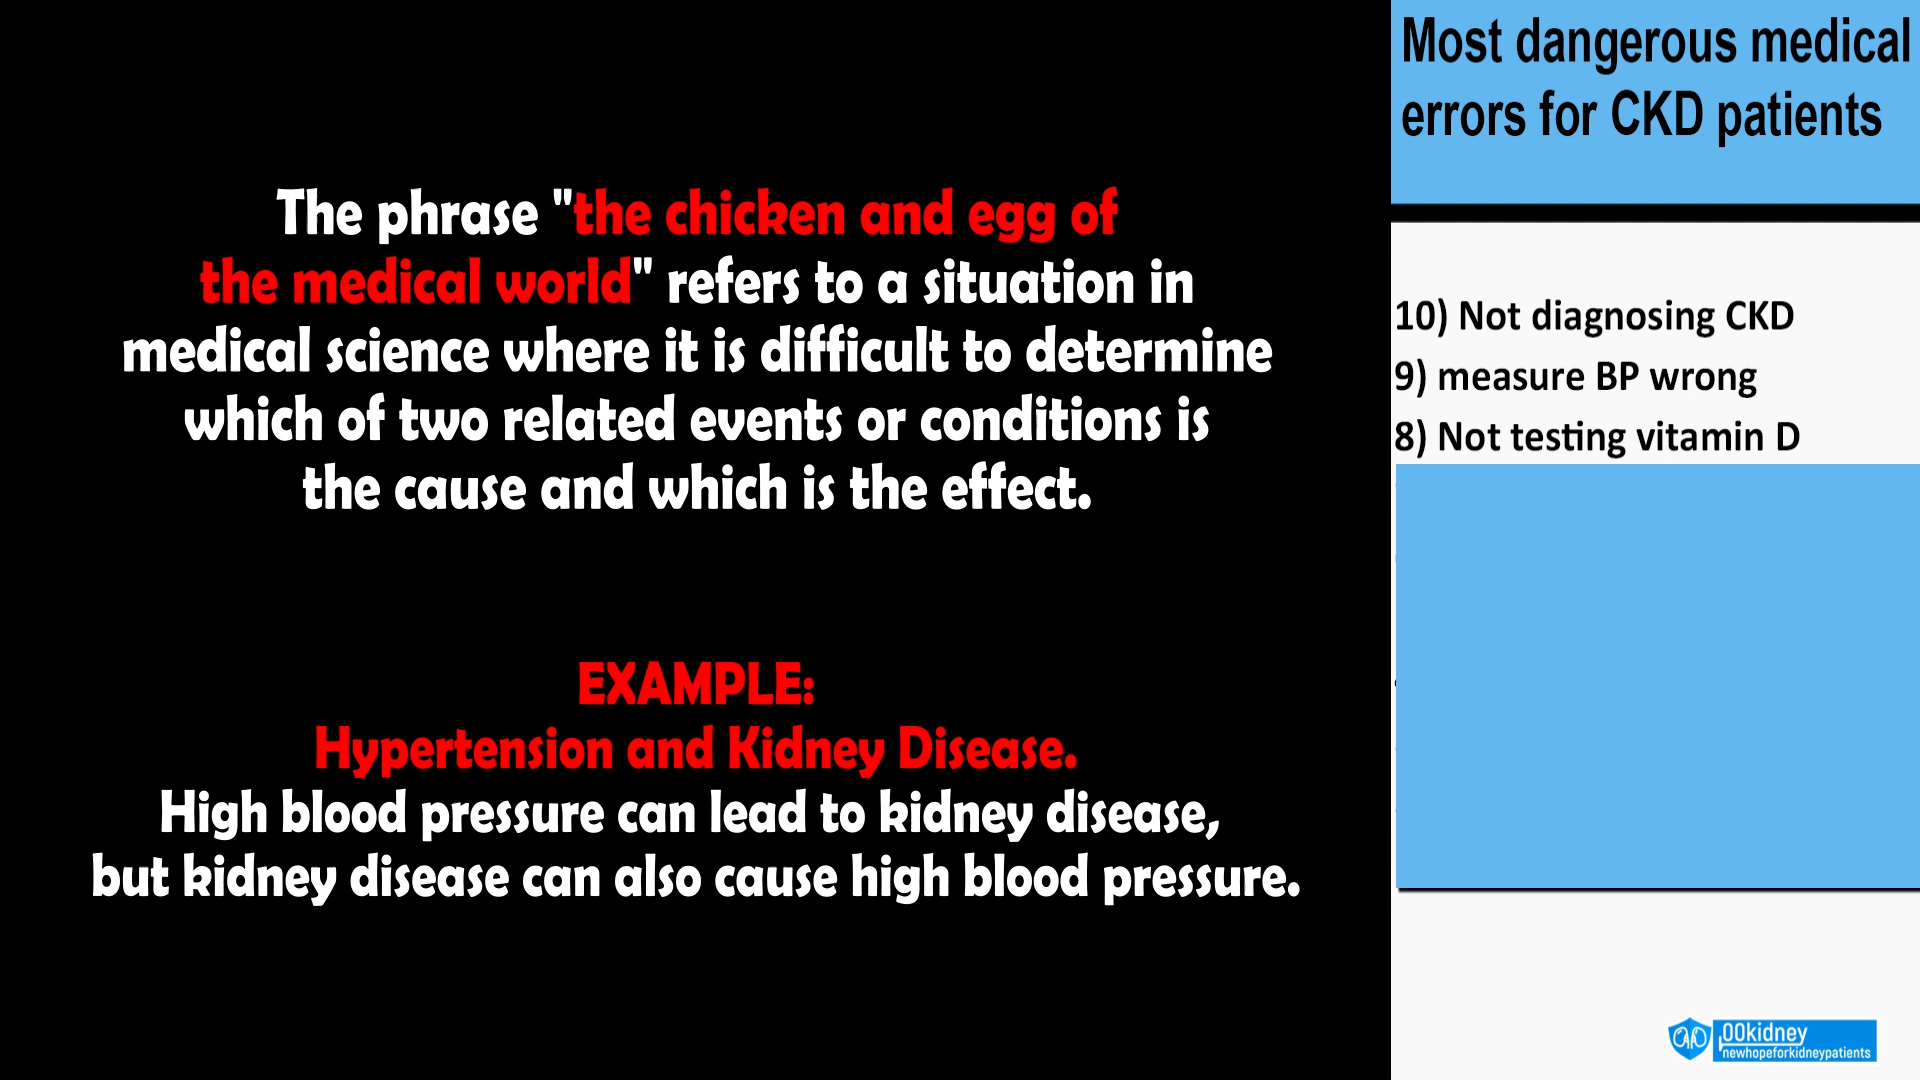 The phrase "the chicken and egg of
the medical world" refers to a situation in
medical science where it is difficult to determine
which of two related events or conditions is
the cause and which is the effect.
EXAMPLE:
Hypertension and Kidney Disease.
High blood pressure can lead to kidney disease,
but kidney disease can also cause high blood pressure.
Most dangerous medical
errors for CKD patients
10) Not diagnosing CKD
9) measure BP wrong
8) Not testing vitamin D
00kidney
newhopeforkidneypatients